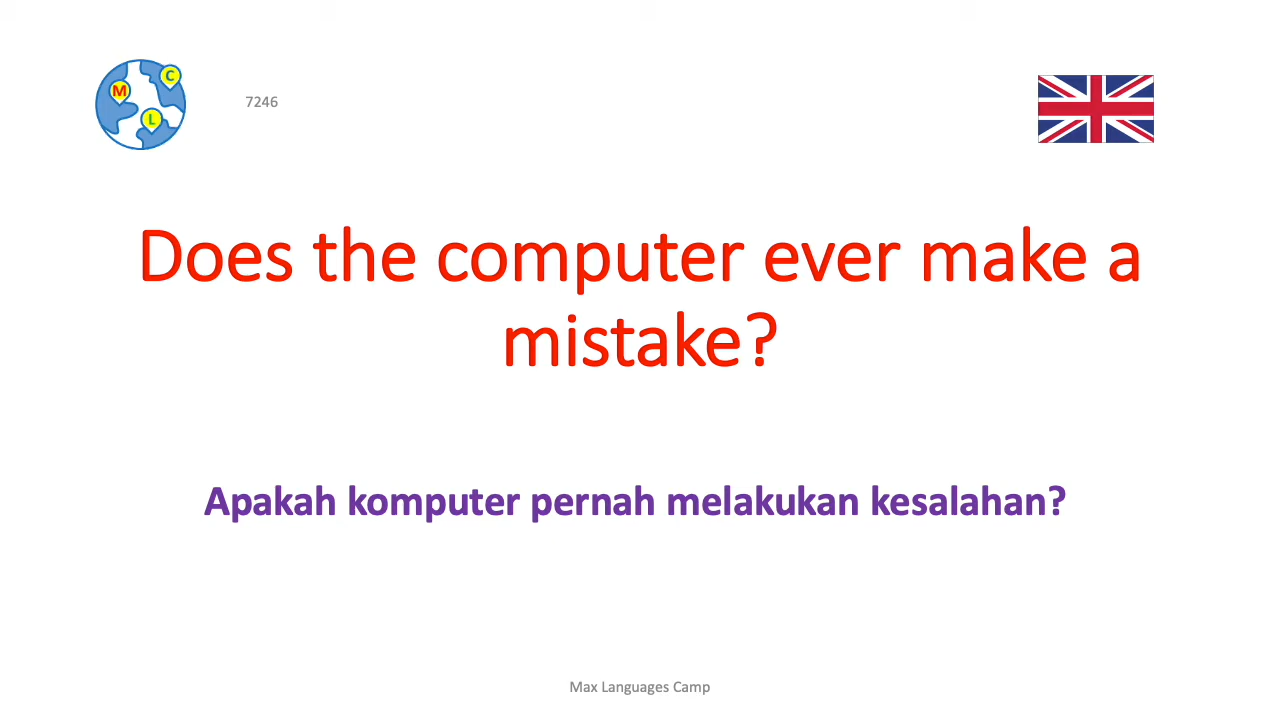 M
C
L
7246
Does the computer ever make a
mistake?
Apakah komputer pernah melakukan kesalahan?
Max Languages Camp